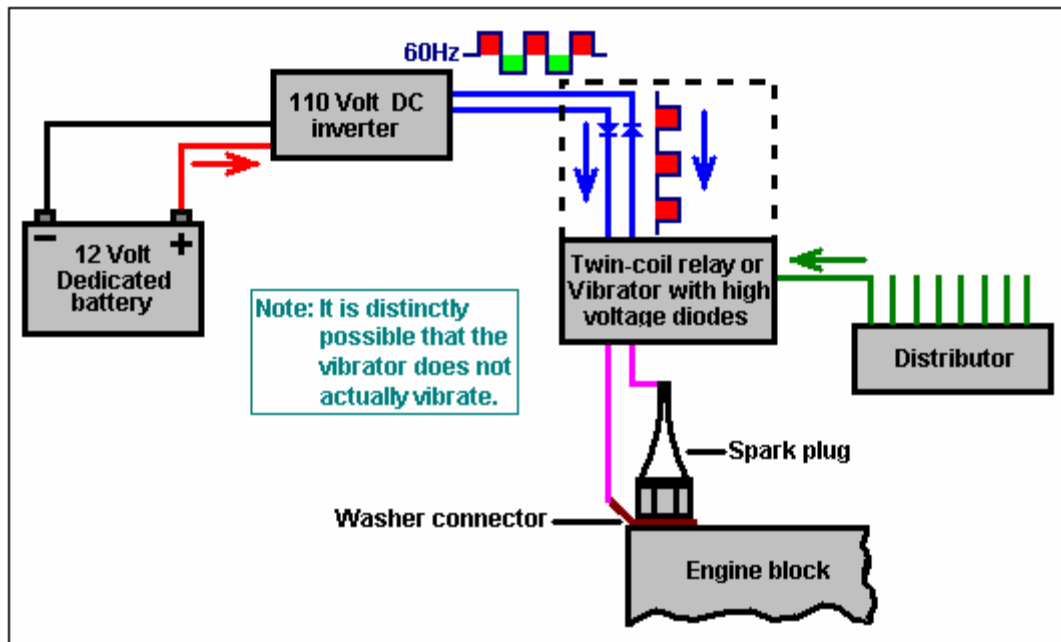 60Hz
110 Volt DC
inverter
12 Volt
Dedicated
battery
Twin-coil relay or
Vibrator with high
voltage diodes
Note: It is distinctly
possible that the
vibrator does not
actually vibrate.
Distributor
Spark plug
Washer connector
Engine block